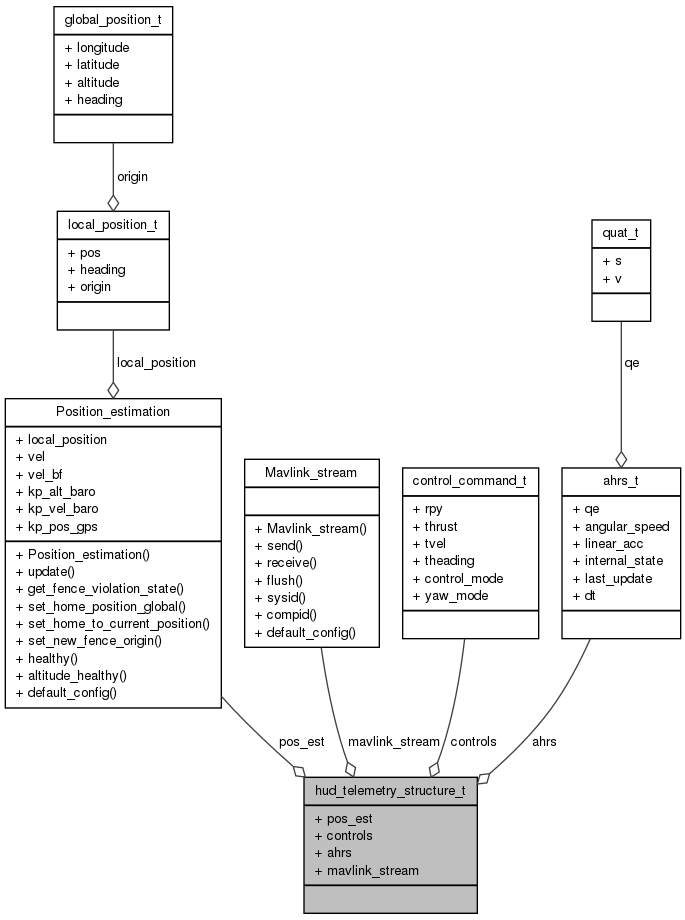 global_position_t
+ longitude
+ latitude
+ altitude
+ heading
origin
local_position_t
+ pos
+ heading
+ origin
local_position
quat_t
+ s
+ v
qe
Position_estimation
+ local_position
+ vel
+ vel_bf
+ kp_alt_baro
+ kp_vel_baro
+ kp_pos_gps
+ Position_estimation()
+ update()
+ get_fence_violation_state()
+ set_home_position_global()
+ set_home_to_current_position()
+ set_new_fence_origin()
+ healthy()
+ altitude_healthy()
+ default_config()
Mavlink_stream
+ Mavlink_stream()
+ send()
+ receive()
+ flush()
+ sysid()
+ compid()
+ default_config()
control_command_t
+ rpy
+ thrust
+ tvel
+ theading
+ control_mode
+ yaw_mode
ahrs_t
+ qe
+ angular_speed
+ linear_acc
+ internal_state
+ last_update
+ dt
pos_est
mavlink_stream
controls
ahrs
hud_telemetry_structure_t
+ pos_est
+ controls
+ ahrs
+ mavlink_stream